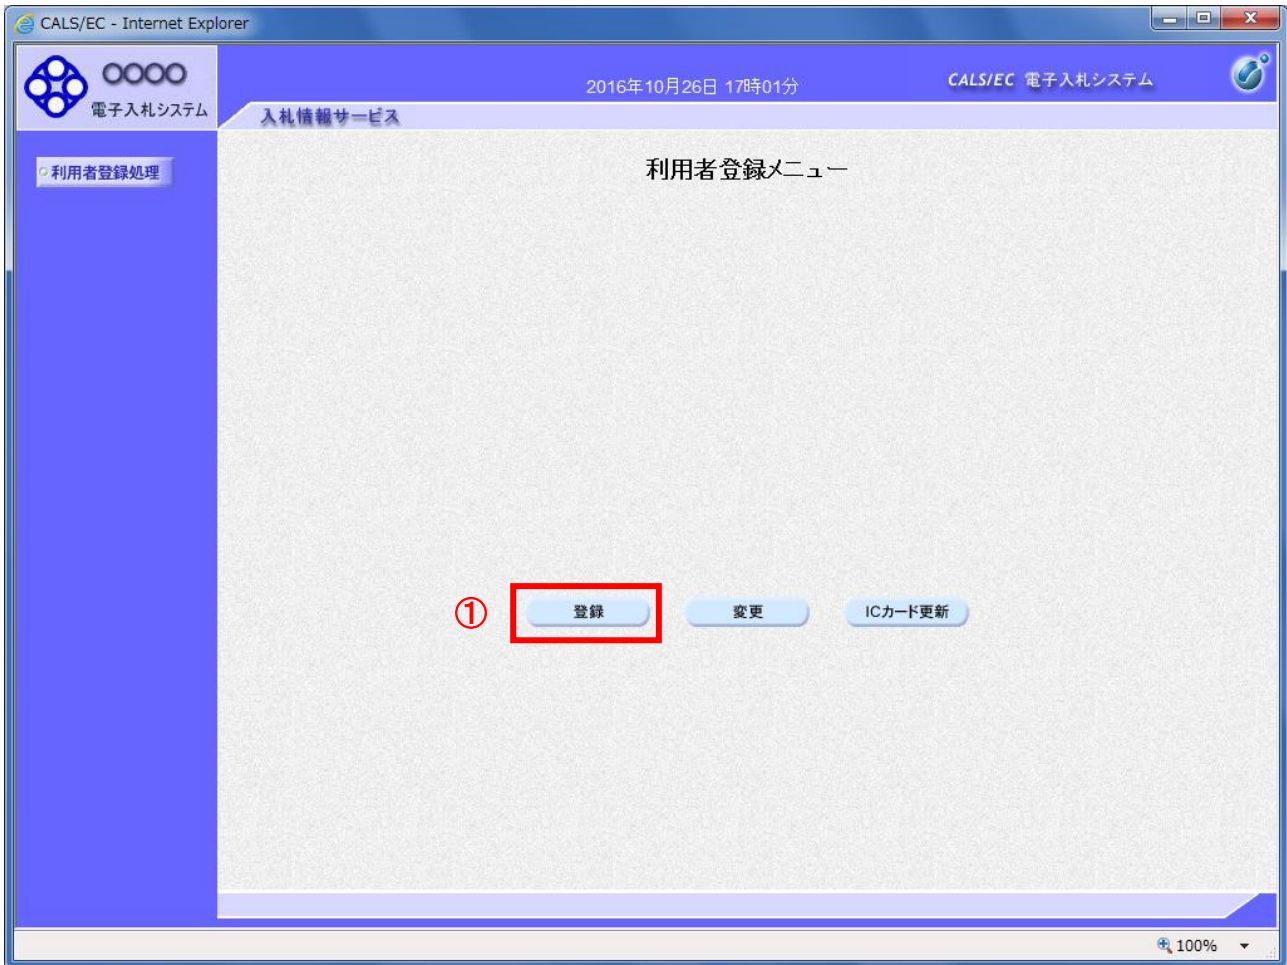 CALS/EC - Internet Explorer
〇〇〇〇
電子入札システム
2016年10月26日 17時01分
CALS/EC 電子入札システム
入札情報サービス
利用者登録処理
利用者登録メニュー
① 登録 変更 ICカード更新
100%